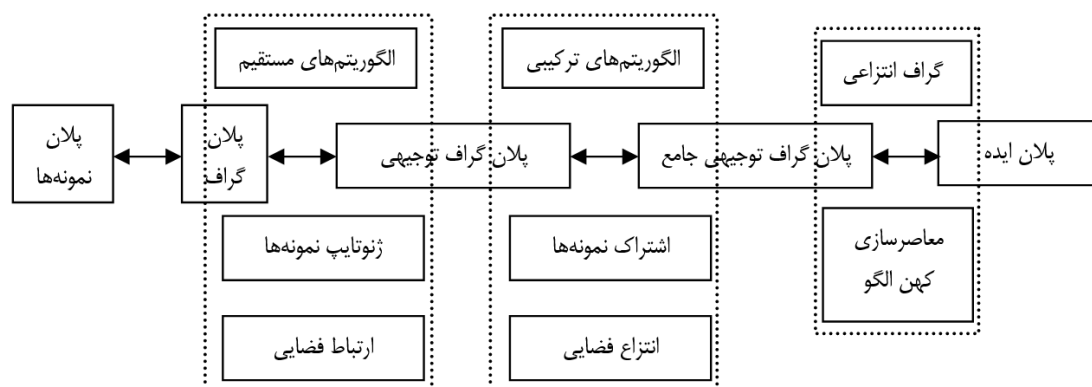 الگوریتم‌های مستقیم
الگوریتم‌های ترکیبی
گراف انتزاعی
پلان
نمونه‌ها
پلان
گراف
پلان گراف توجیهی
پلان گراف توجیهی جامع
پلان ایده
ژنوتایپ نمونه‌ها
اشتراک نمونه‌ها
معاصرسازی
کهن الگو
ارتباط فضایی
انتزاع فضایی